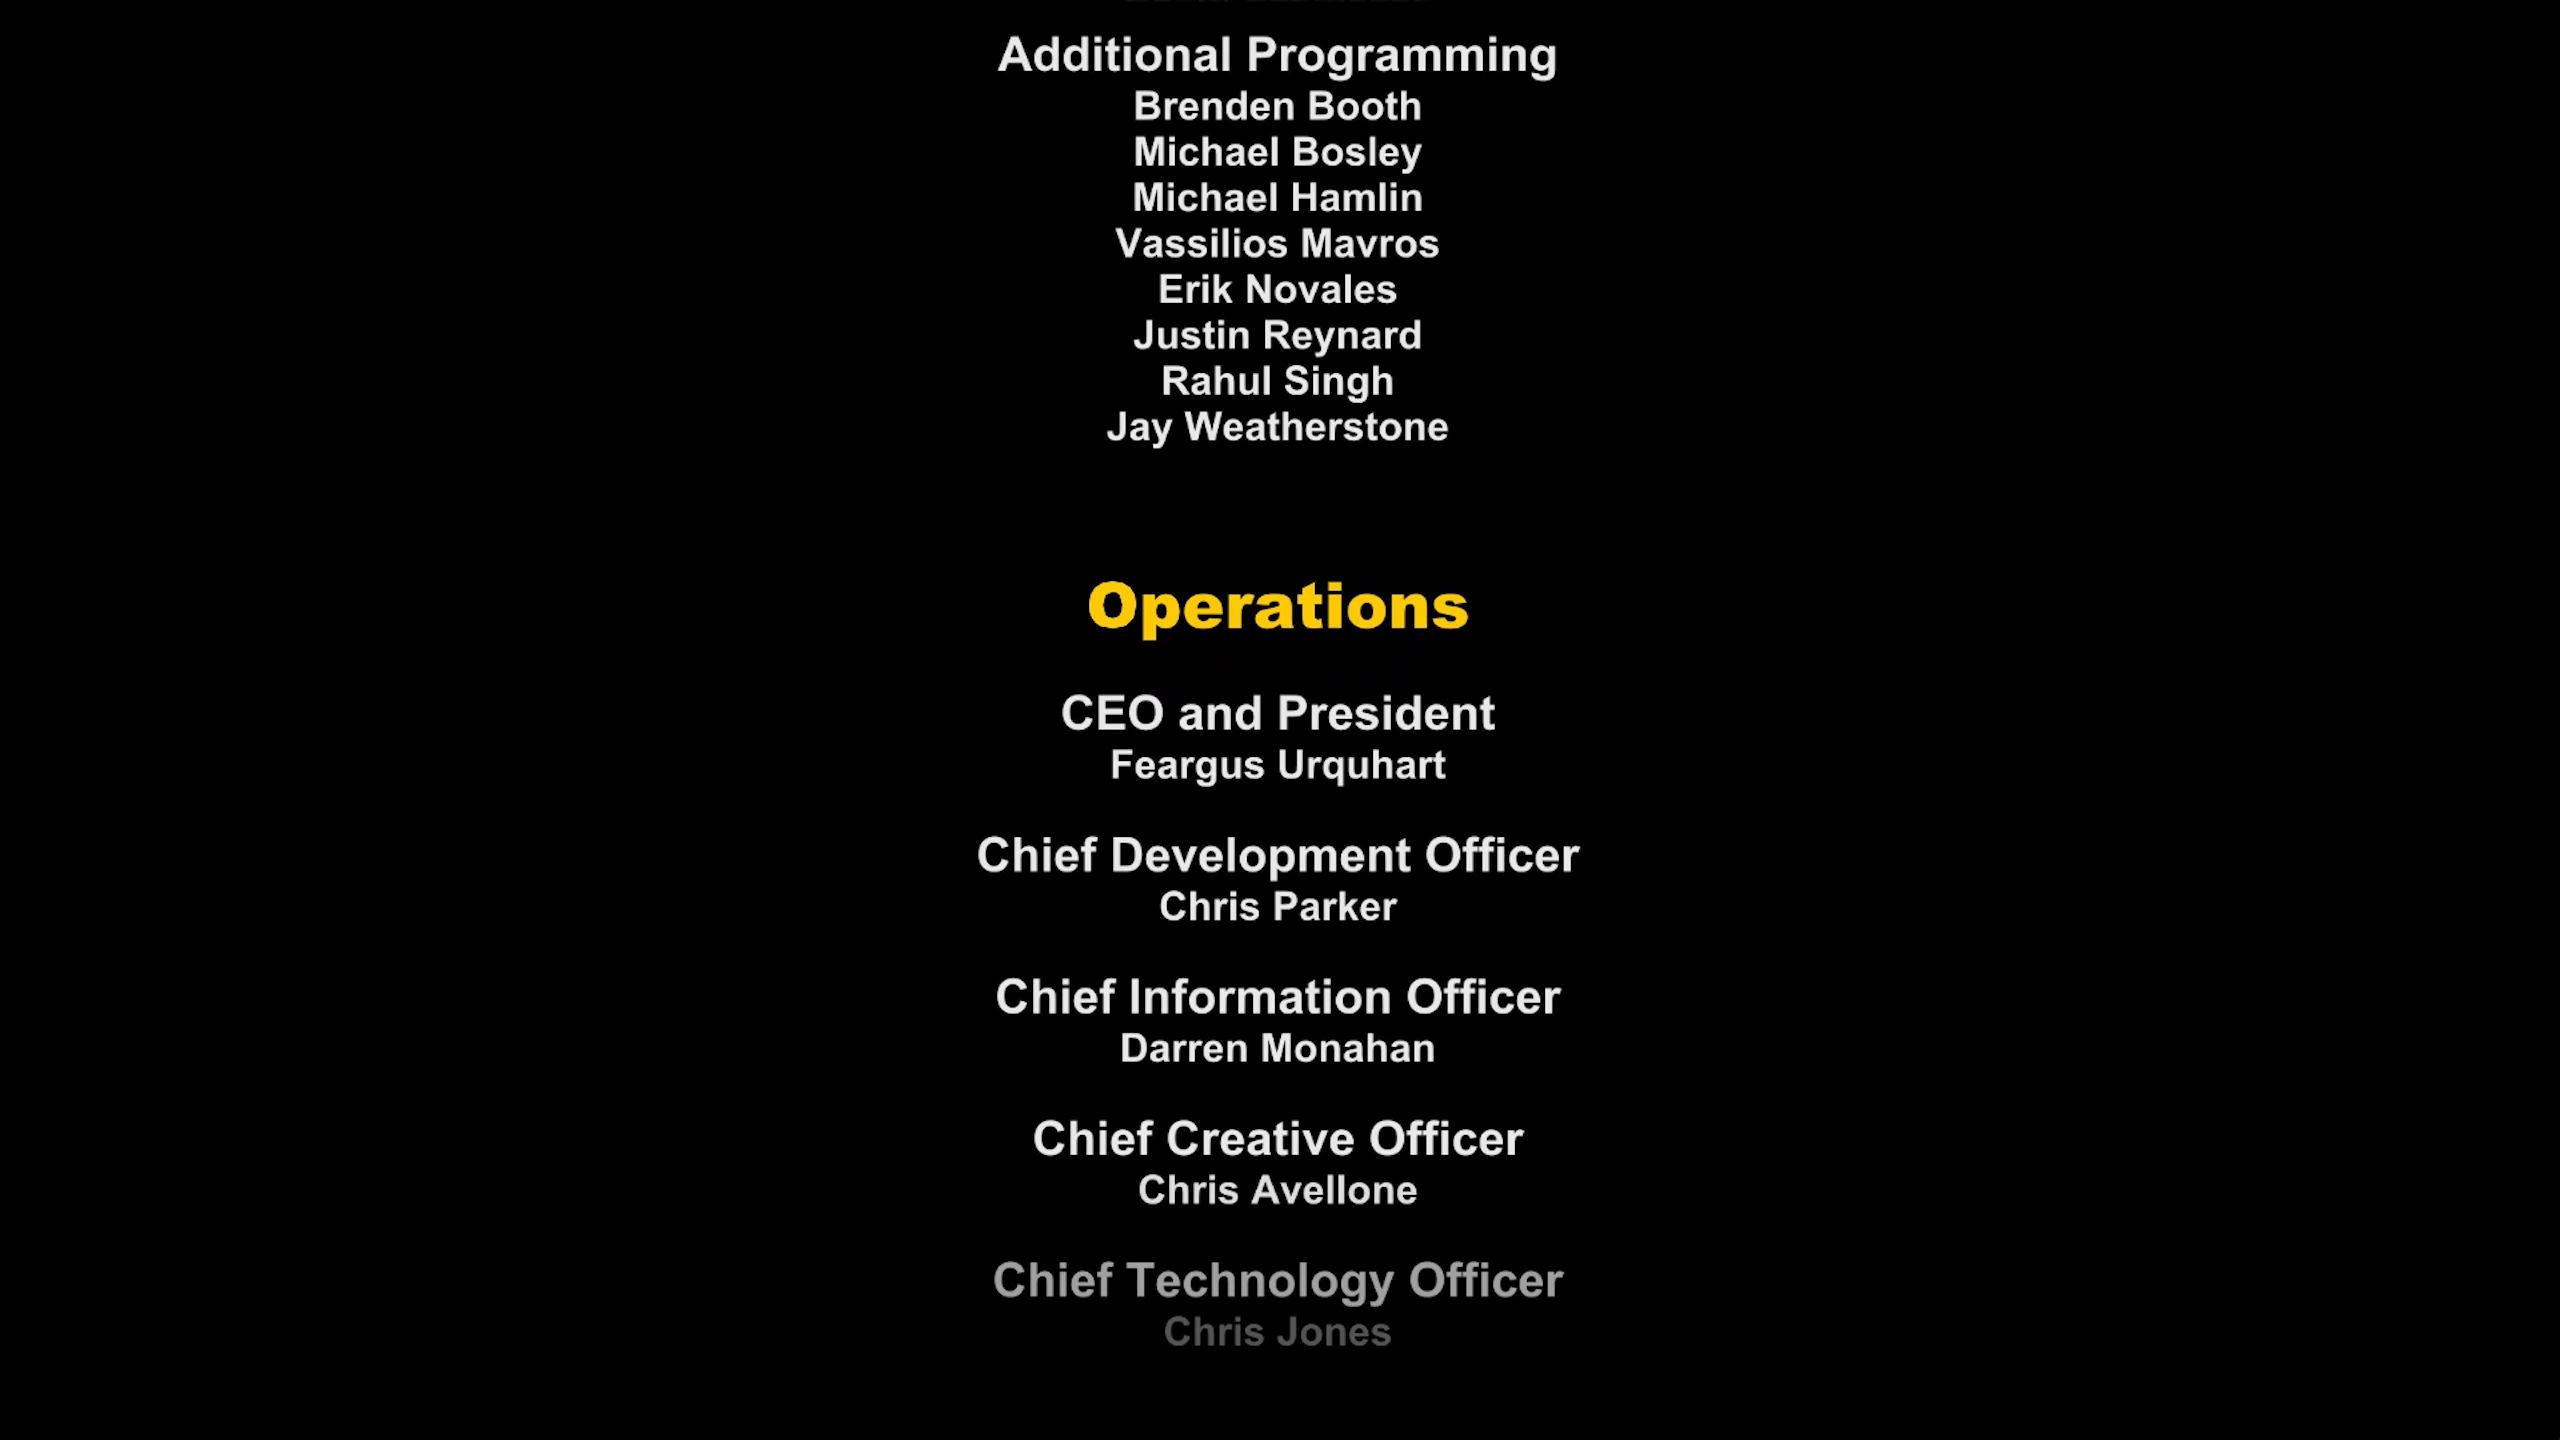 Additional Programming
Brenden Booth
Michael Bosley
Michael Hamlin
Vassilios Mavros
Erik Novales
Justin Reynard
Rahul Singh
Jay Weatherstone
Operations
CEO and President
Feargus Urquhart
Chief Development Officer
Chris Parker
Chief Information Officer
Darren Monahan
Chief Creative Officer
Chris Avellone
Chief Technology Officer
Chris Jones